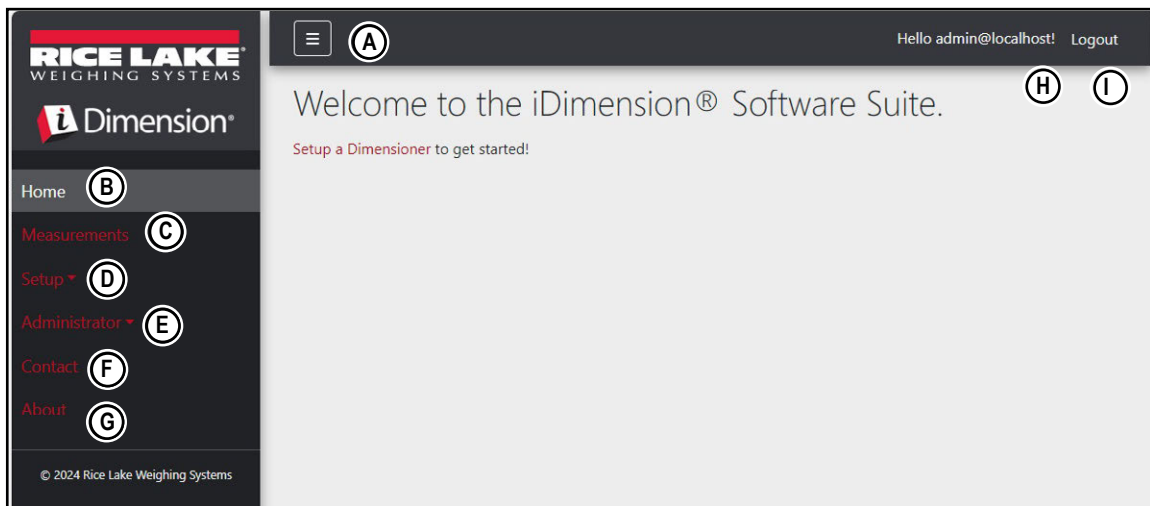 RICE LAKE®
WEIGHING SYSTEMS
i Dimension®
☰ A
Hello admin@localhost! Logout
H I
Welcome to the iDimension® Software Suite.
Setup a Dimensioner to get started!
Home B
Measurements C
Setup D
Administrator E
Contact F
About G
© 2024 Rice Lake Weighing Systems